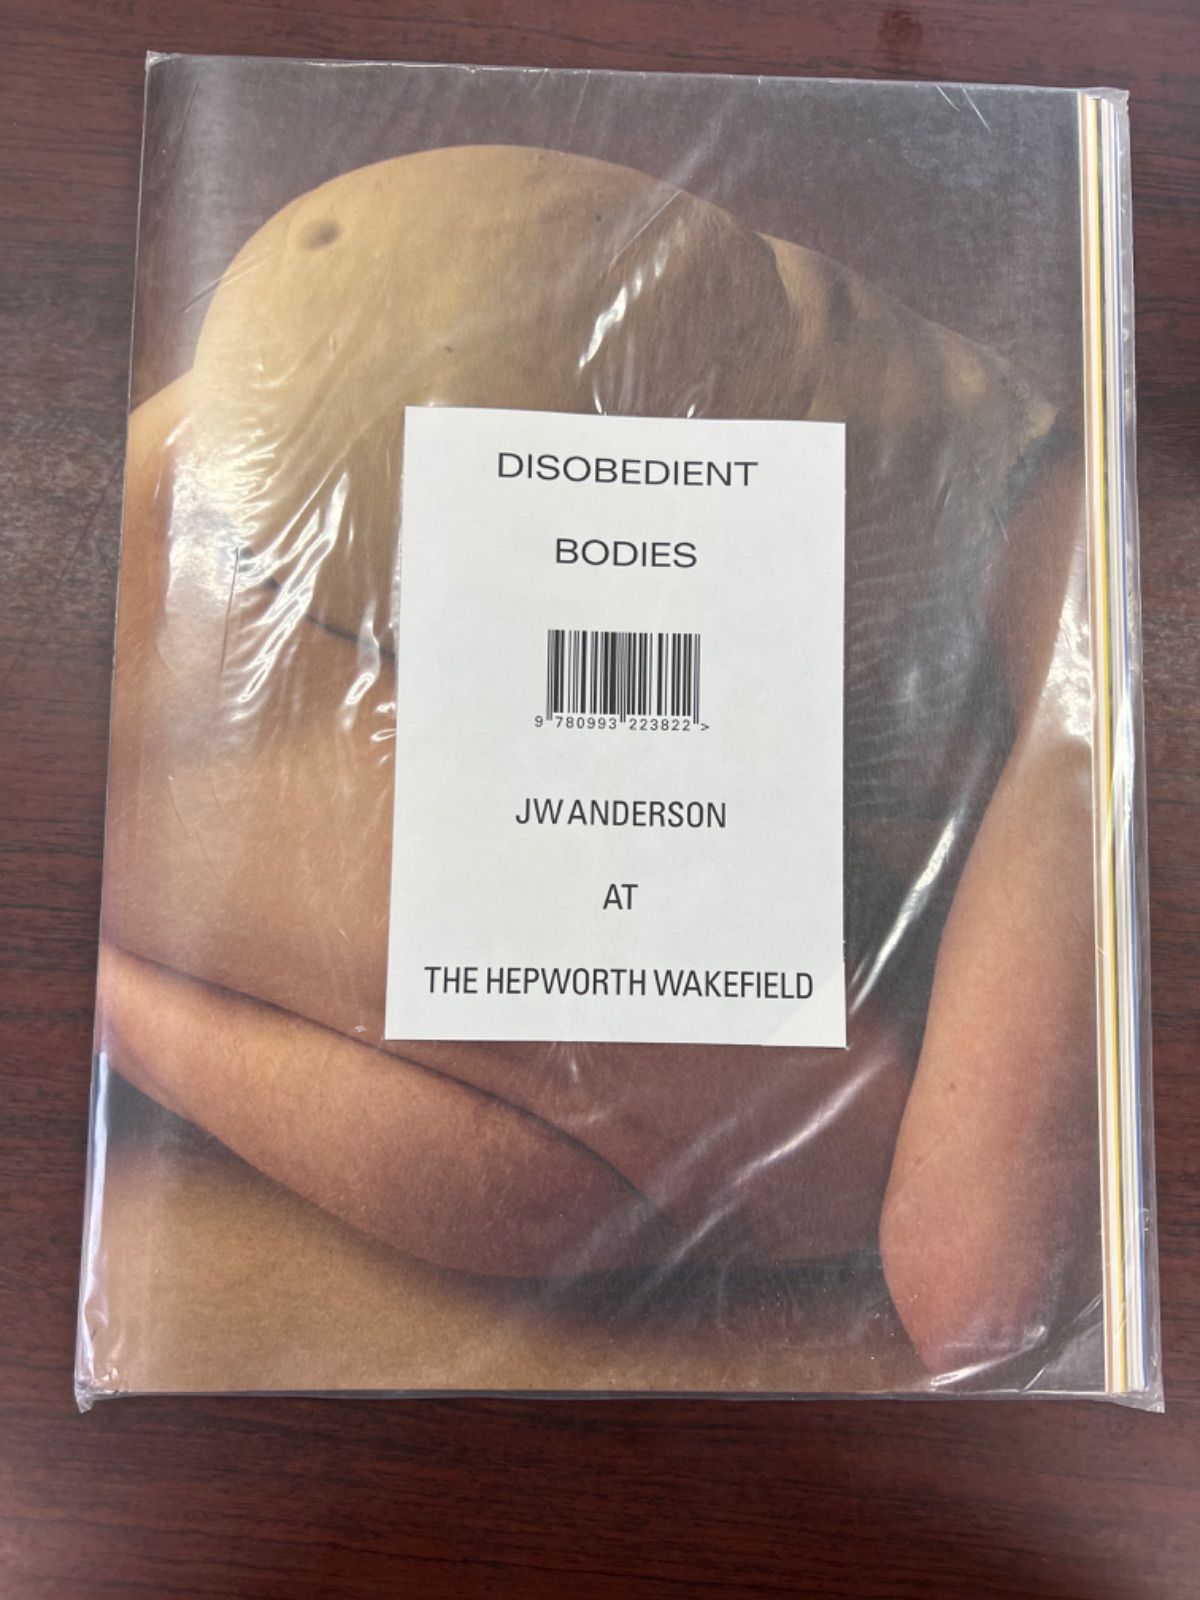 DISOBEDIENT
BODIES
9 780993 223822 >
JW ANDERSON
AT
THE HEPWORTH WAKEFIELD